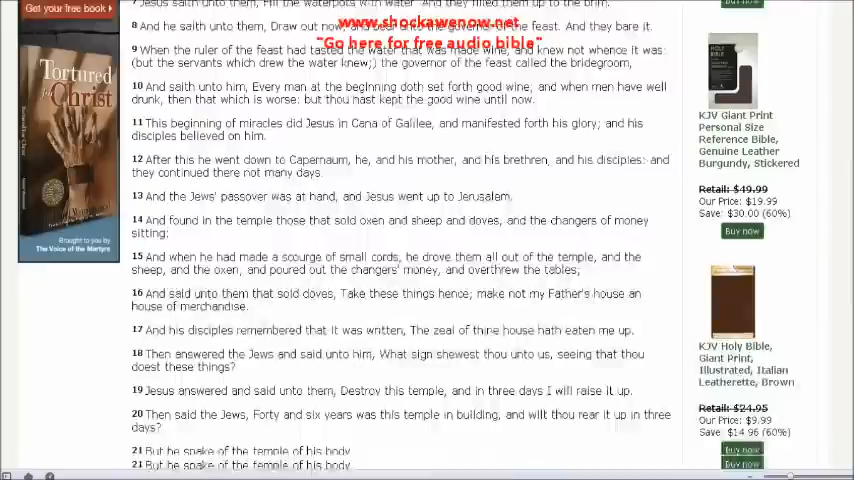 Get your free book
Tortured
for Christ
Brought to you by
The Voice of the Martyrs
www.shockawenow.net
"Go here for free audio bible"
7 Jesus saith unto them, Fill the waterpots with water. And they filled them up to the brim.
8 And he saith unto them, Draw out now, and bear unto the governor of the feast. And they bare it.
9 When the ruler of the feast had tasted the water that was made wine, and knew not whence it was:
(but the servants which drew the water knew;) the governor of the feast called the bridegroom,
10 And saith unto him, Every man at the beginning doth set forth good wine; and when men have well
drunk, then that which is worse: but thou hast kept the good wine until now.
11 This beginning of miracles did Jesus in Cana of Galilee, and manifested forth his glory; and his
disciples believed on him.
12 After this he went down to Capernaum, he, and his mother, and his brethren, and his disciples: and
they continued there not many days.
13 And the Jews' passover was at hand, and Jesus went up to Jerusalem.
14 And found in the temple those that sold oxen and sheep and doves, and the changers of money
sitting:
15 And when he had made a scourge of small cords, he drove them all out of the temple, and the
sheep, and the oxen, and poured out the changers' money, and overthrew the tables;
16 And said unto them that sold doves, Take these things hence; make not my Father's house an
house of merchandise.
17 And his disciples remembered that it was written, The zeal of thine house hath eaten me up.
18 Then answered the Jews and said unto him, What sign shewest thou unto us, seeing that thou
doest these things?
19 Jesus answered and said unto them, Destroy this temple, and in three days I will raise it up.
20 Then said the Jews, Forty and six years was this temple in building, and wilt thou rear it up in three
days?
21 But he spake of the temple of his body
21 But he spake of the temple of his body
Buy now
HOLY
BIBLE
KJV Giant Print
Personal Size
Reference Bible,
Genuine Leather
Burgundy, Stickered
Retail: $49.99
Our Price: $19.99
Save: $30.00 (60%)
Buy now
KJV Holy Bible,
Giant Print,
Illustrated, Italian
Leatherette, Brown
Retail: $24.95
Our Price: $9.99
Save: $14.96 (60%)
Buy now
Buy now